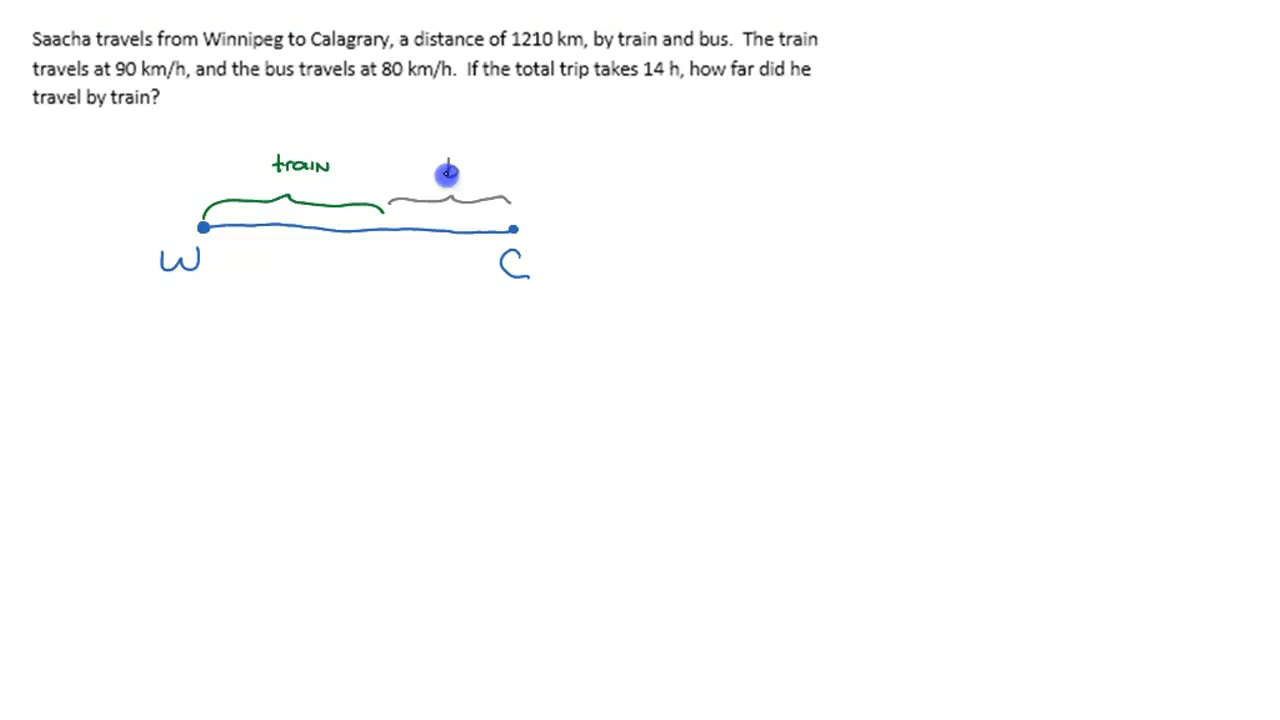 Saacha travels from Winnipeg to Calagrary, a distance of 1210 km, by train and bus.  The train
travels at 90 km/h, and the bus travels at 80 km/h.  If the total trip takes 14 h, how far did he
travel by train?
train
W C